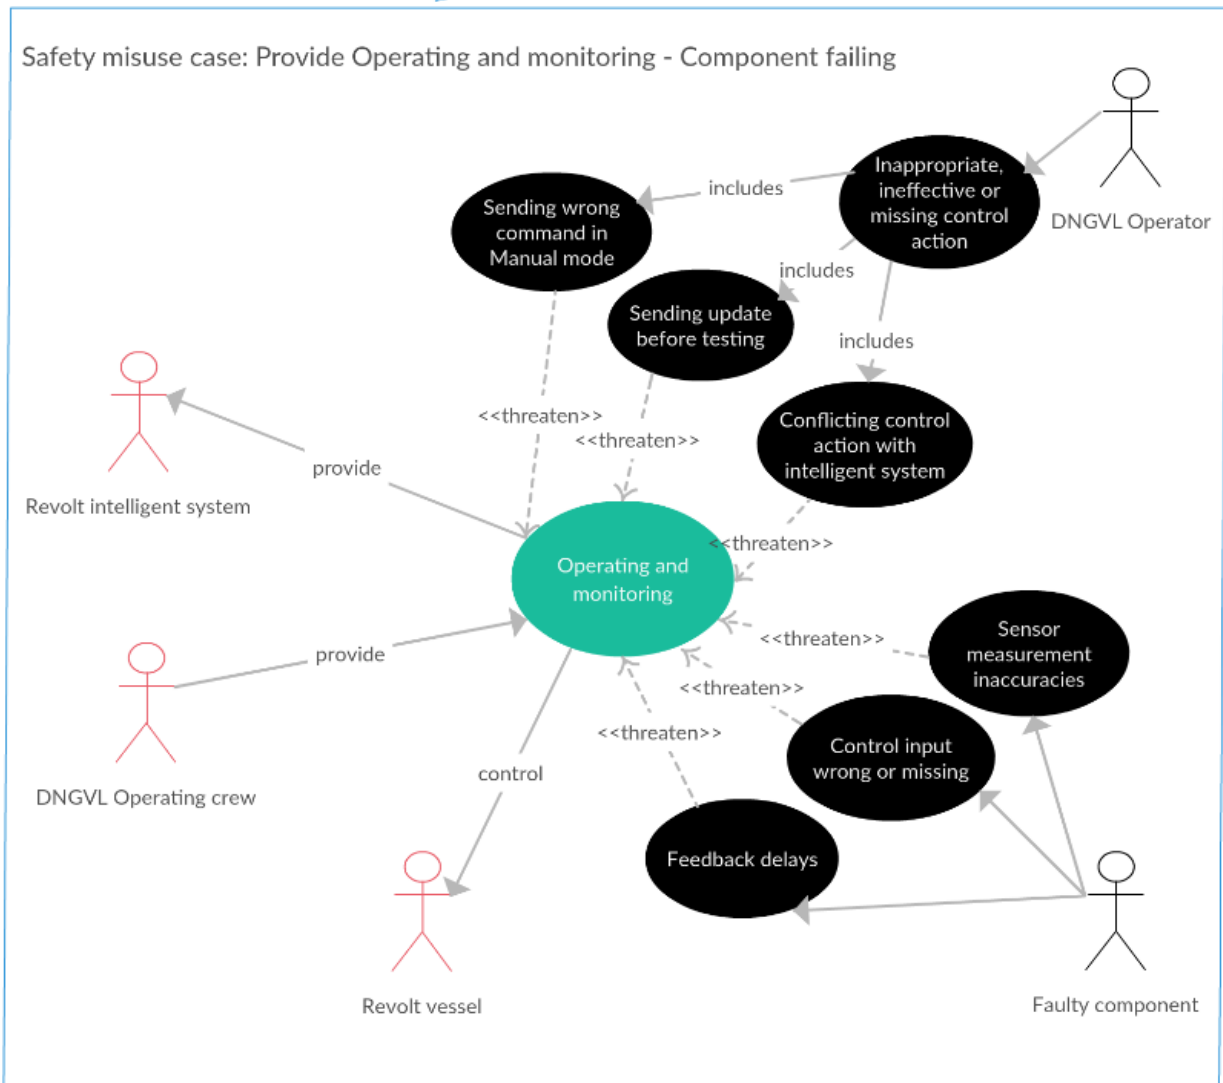 Safety misuse case: Provide Operating and monitoring - Component failing
Inappropriate,
ineffective or
missing control
action
DNGVL Operator
includes
Sending wrong
command in
Manual mode
includes
Sending update
before testing
includes
Conflicting control
action with
intelligent system
<<threaten>>
<<threaten>>
<<threaten>>
provide
Revolt intelligent system
Operating and
monitoring
provide
DNGVL Operating crew
<<threaten>>
Sensor
measurement
inaccuracies
<<threaten>>
Control input
wrong or missing
<<threaten>>
Feedback delays
control
Revolt vessel
Faulty component